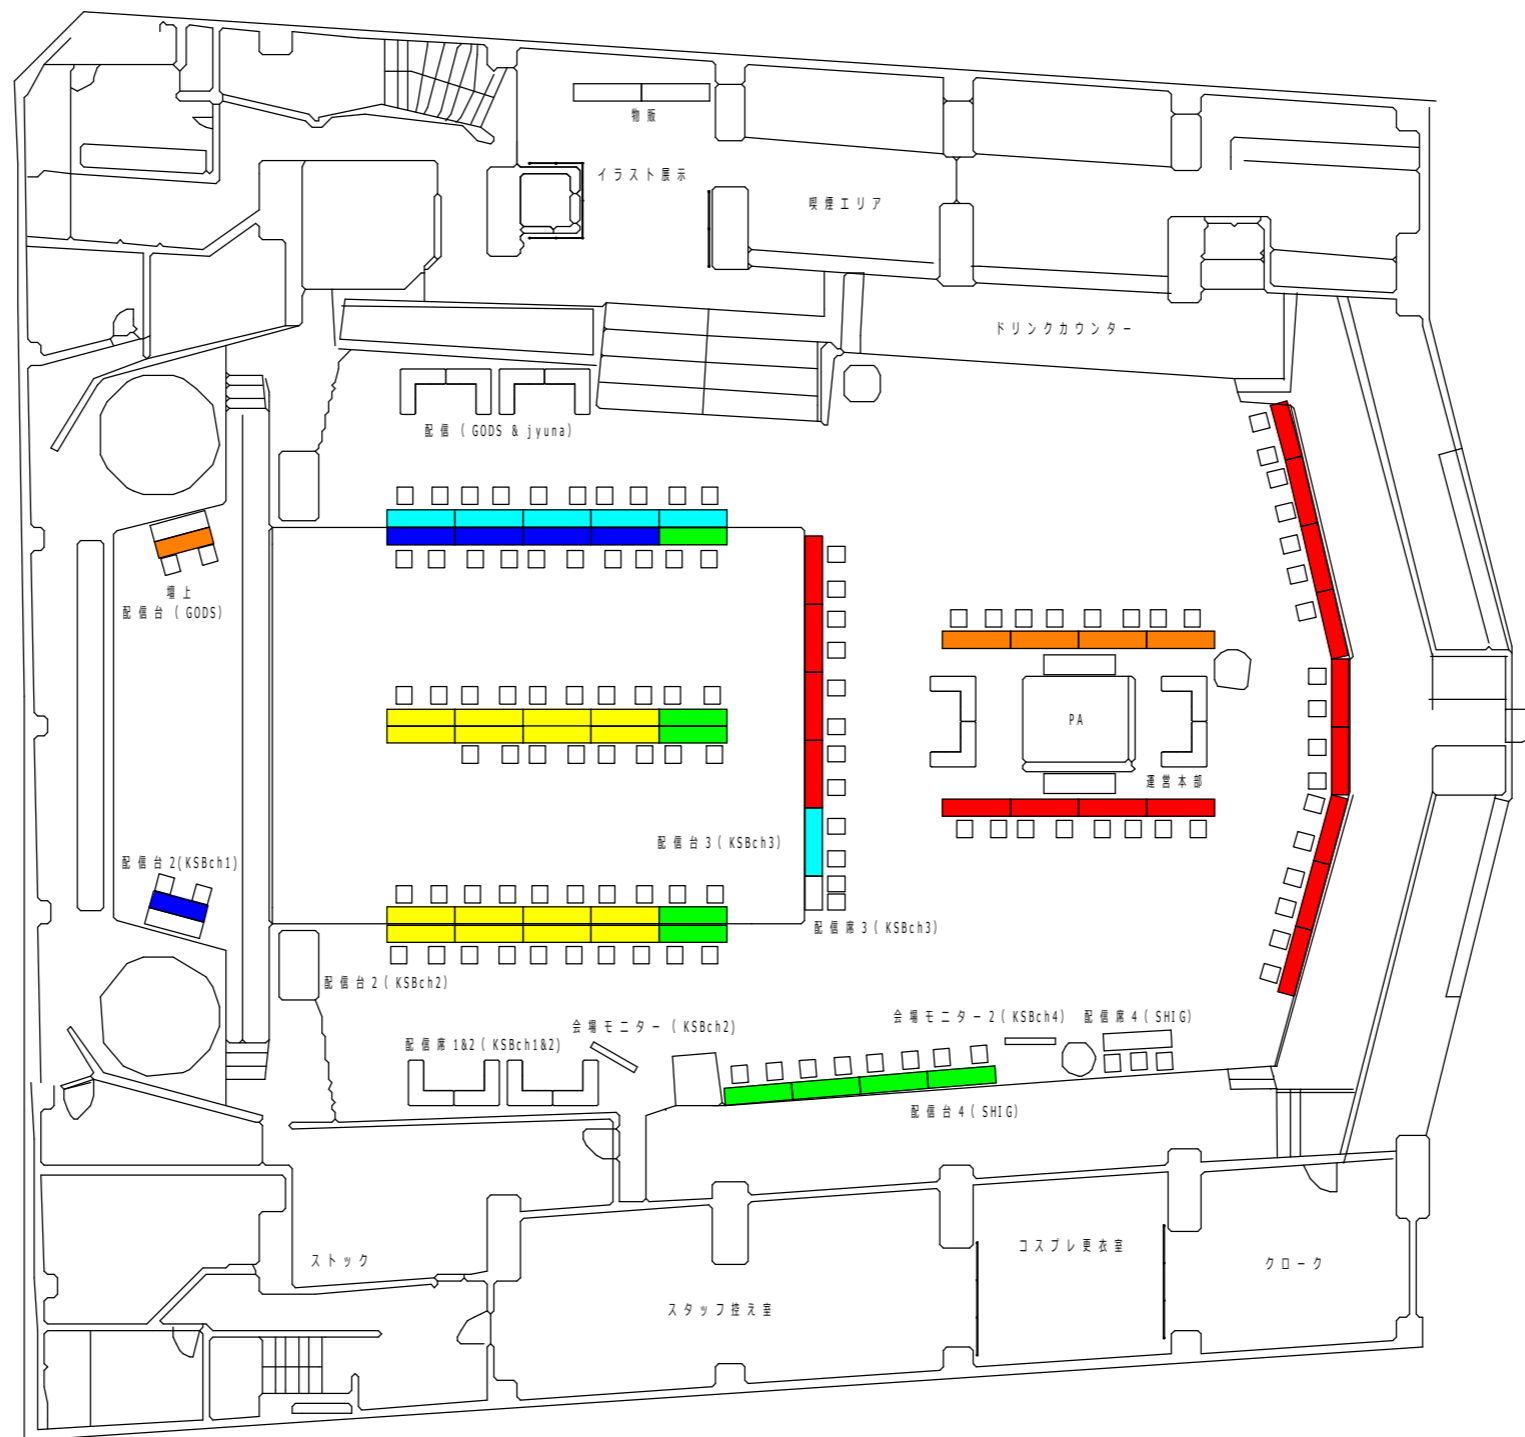 物販
イラスト展示
喫煙エリア
ドリンクカウンター
配信(GODS & jyuna)
壇上
配信台(GODS)
PA
運営本部
配信台3(KSBch3)
配信台2(KSBch1)
配信席3(KSBch3)
配信台2(KSBch2)
会場モニター(KSBch2)
会場モニター2(KSBch4)
配信席4(SHIG)
配信席1&2(KSBch1&2)
配信台4(SHIG)
ストック
スタッフ控え室
コスプレ更衣室
クローク